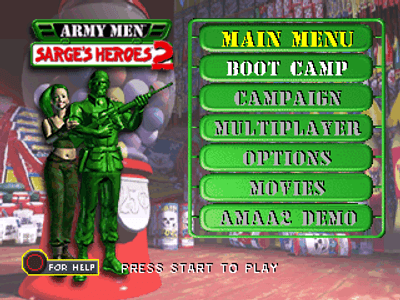 ARMY MEN
SARGE'S HEROES 2
MAIN MENU
BOOT CAMP
CAMPAIGN
MULTIPLAYER
OPTIONS
MOVIES
AMAA2 DEMO
FOR HELP
PRESS START TO PLAY